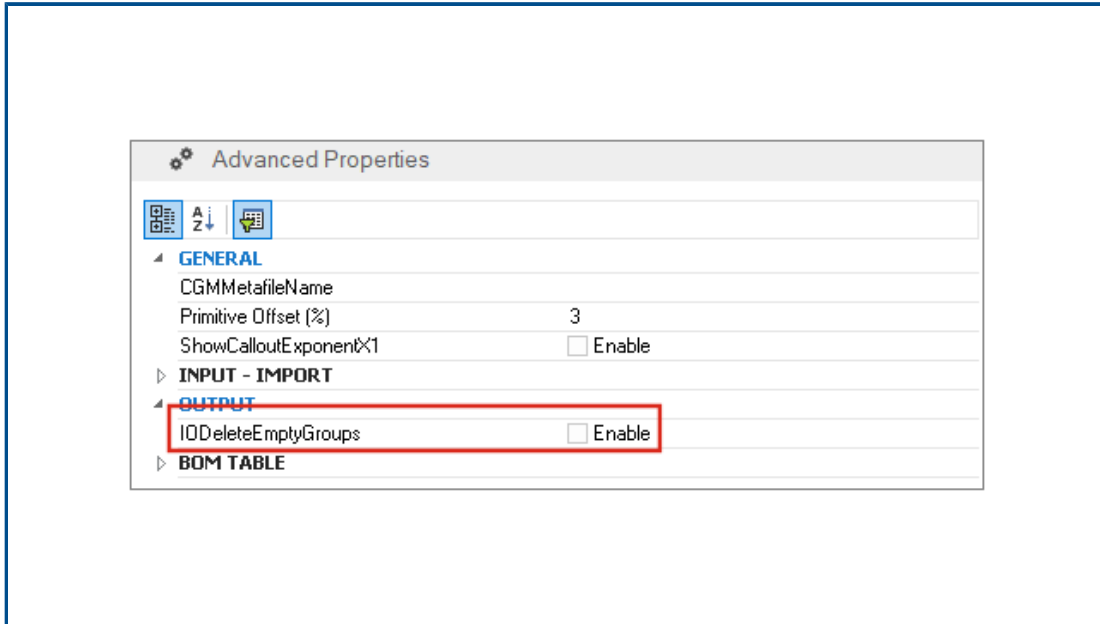 Advanced Properties
GENERAL
CGMMetafileName
Primitive Offset (%) 3
ShowCalloutExponentX1 Enable
INPUT - IMPORT
OUTPUT
IODeleteEmptyGroups Enable
BOM TABLE